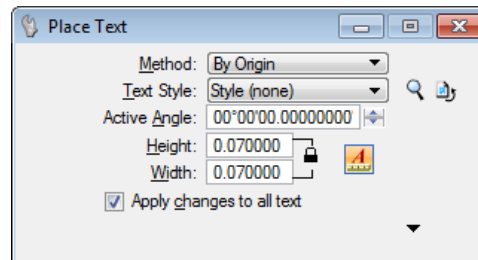 Place Text
Method: By Origin
Text Style: Style (none)
Active Angle: 00°00'00.00000000'
Height: 0.070000
Width: 0.070000
A
Apply changes to all text